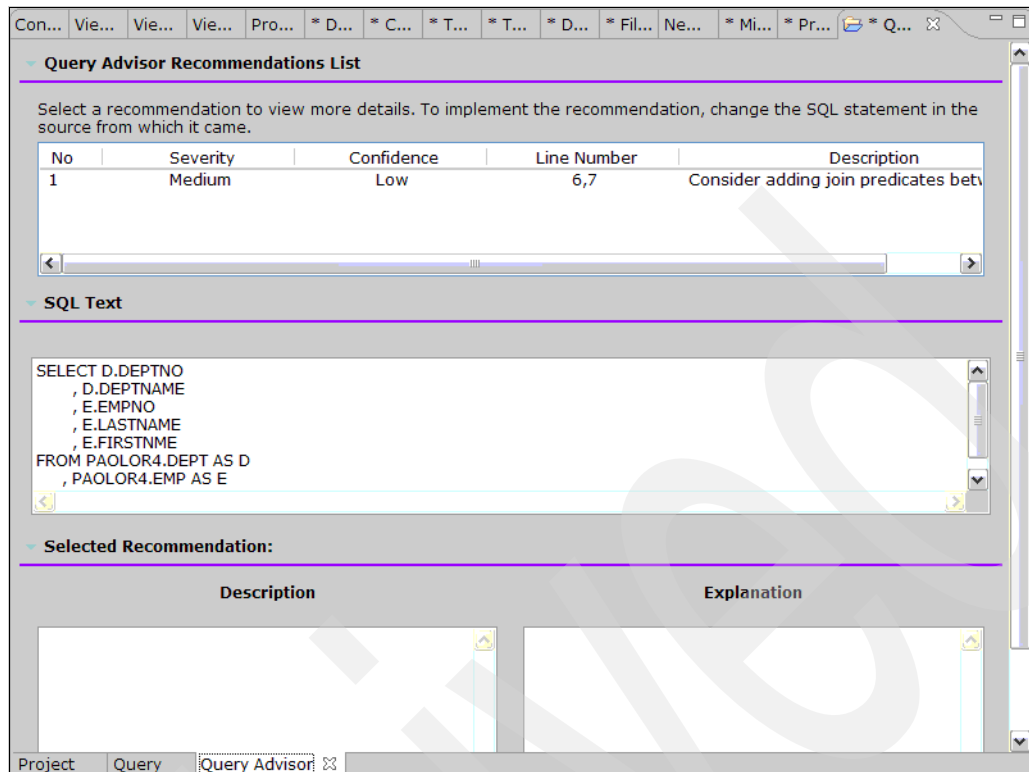 Con... Vie... Vie... Vie... Pro... * D... * C... * T... * T... * D... * Fil... Ne... * Mi... * Pr... * Q...
Query Advisor Recommendations List
Select a recommendation to view more details. To implement the recommendation, change the SQL statement in the
source from which it came.
No Severity Confidence Line Number Description
1 Medium Low 6,7 Consider adding join predicates betw
SQL Text
SELECT D.DEPTNO
, D.DEPTNAME
, E.EMPNO
, E.LASTNAME
, E.FIRSTNME
FROM PAOLOR4.DEPT AS D
, PAOLOR4.EMP AS E
Selected Recommendation:
Description Explanation
Project Query Query Advisor